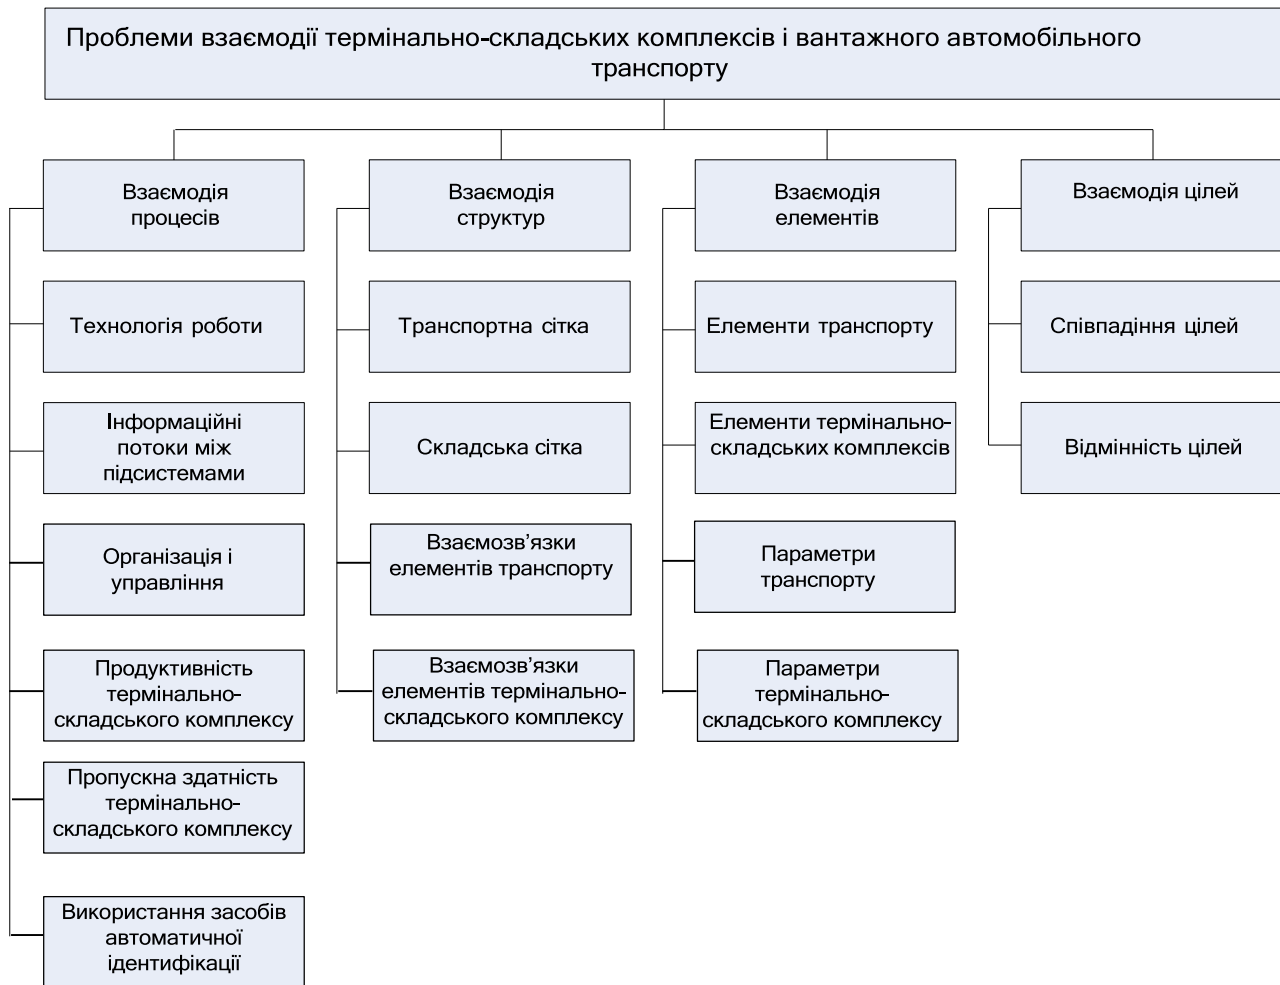 Проблеми взаємодії термінально-складських комплексів і вантажного автомобільного
транспорту
Взаємодія
процесів
Технологія роботи
Інформаційні
потоки між
підсистемами
Організація і
управління
Продуктивність
термінально-
складського комплексу
Пропускна здатність
термінально-
складського комплексу
Використання засобів
автоматичної
ідентифікації
Взаємодія
структур
Транспортна сітка
Складська сітка
Взаємозв'язки
елементів транспорту
Взаємозв'язки
елементів термінально-
складського комплексу
Взаємодія
елементів
Елементи транспорту
Елементи термінально-
складських комплексів
Параметри
транспорту
Параметри
термінально-
складського комплексу
Взаємодія цілей
Співпадіння цілей
Відмінність цілей